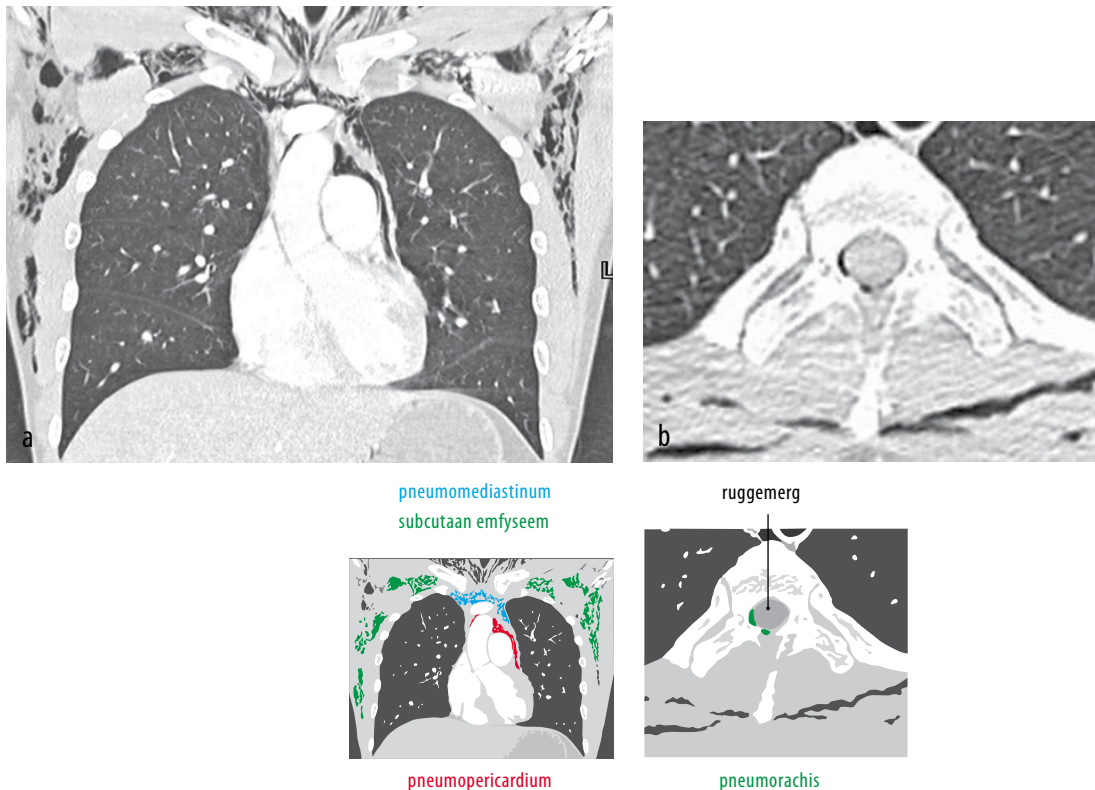 L
a
b
pneumomediastinum
subcutaan emfyseem
ruggemerg
pneumopericardium
pneumorachis